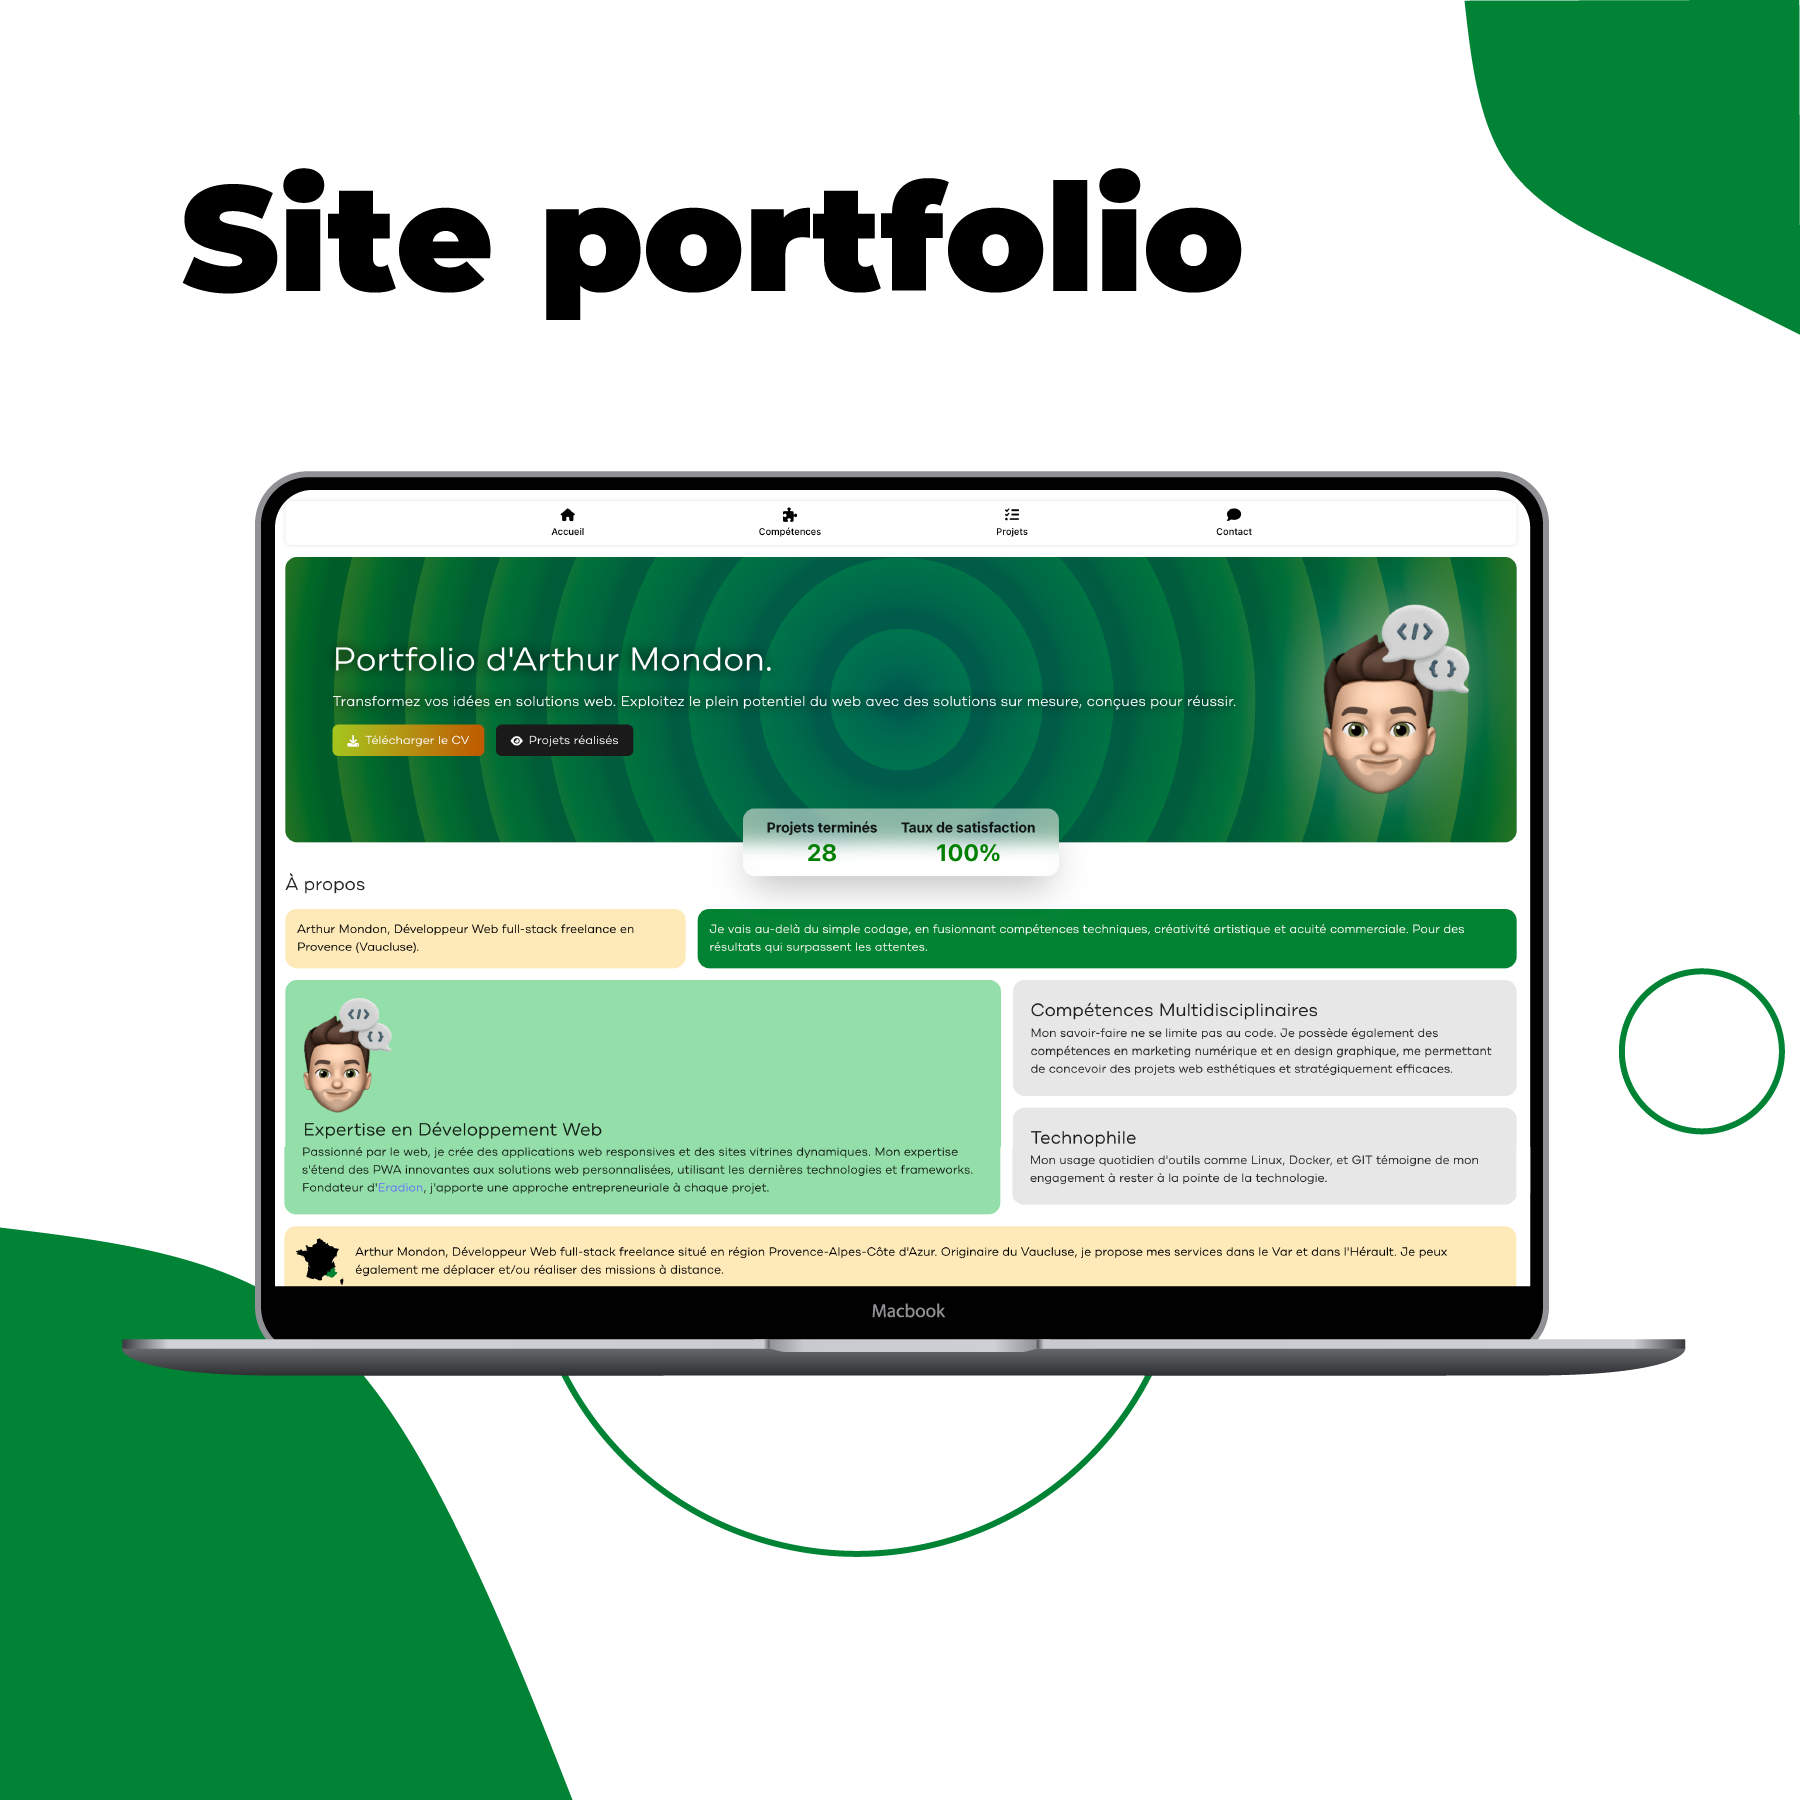 Site portfolio
Accueil
Compétences
Projets
Contact
Portfolio d'Arthur Mondon.
Transformez vos idées en solutions web. Exploitez le plein potentiel du web avec des solutions sur mesure, conçues pour réussir.
Télécharger le CV
Projets réalisés
</>
{ }
Projets terminés
28
Taux de satisfaction
100%
À propos
Arthur Mondon, Développeur Web full-stack freelance en
Provence (Vaucluse).
Je vais au-delà du simple codage, en fusionnant compétences techniques, créativité artistique et acuité commerciale. Pour des
résultats qui surpassent les attentes.
</>
{ }
Expertise en Développement Web
Passionné par le web, je crée des applications web responsives et des sites vitrines dynamiques. Mon expertise
s'étend des PWA innovantes aux solutions web personnalisées, utilisant les dernières technologies et frameworks.
Fondateur d'Eradion, j'apporte une approche entrepreneuriale à chaque projet.
Compétences Multidisciplinaires
Mon savoir-faire ne se limite pas au code. Je possède également des
compétences en marketing numérique et en design graphique, me permettant
de concevoir des projets web esthétiques et stratégiquement efficaces.
Technophile
Mon usage quotidien d'outils comme Linux, Docker, et GIT témoigne de mon
engagement à rester à la pointe de la technologie.
Arthur Mondon, Développeur Web full-stack freelance situé en région Provence-Alpes-Côte d'Azur. Originaire du Vaucluse, je propose mes services dans le Var et dans l'Hérault. Je peux
également me déplacer et/ou réaliser des missions à distance.
Macbook